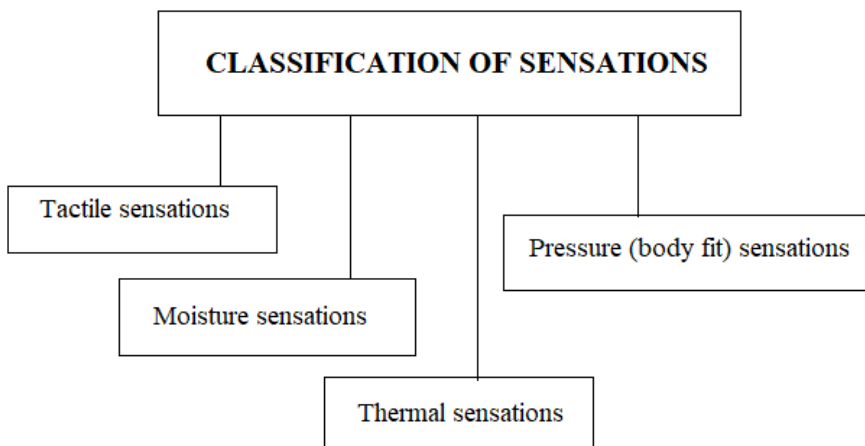 CLASSIFICATION OF SENSATIONS
Tactile sensations
Pressure (body fit) sensations
Moisture sensations
Thermal sensations